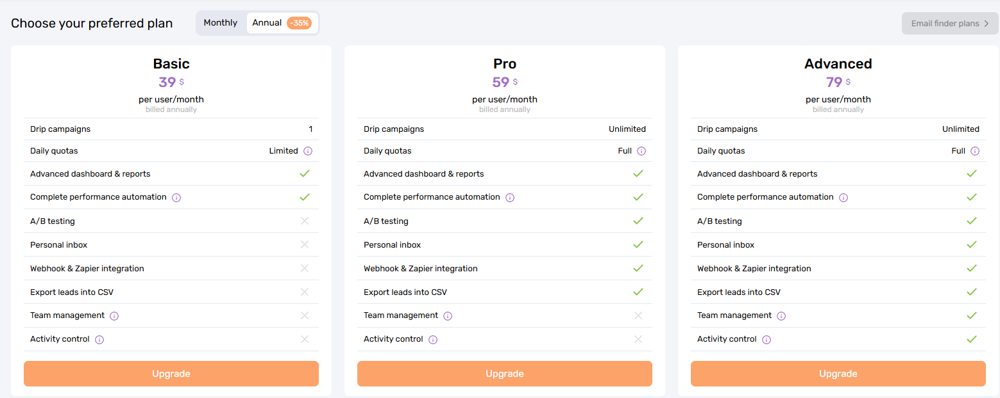 Choose your preferred plan
Monthly
Annual -35%
Email finder plans
Basic
39 $
per user/month
billed annually
Drip campaigns 1
Daily quotas Limited
Advanced dashboard & reports
Complete performance automation
A/B testing
Personal inbox
Webhook & Zapier integration
Export leads into CSV
Team management
Activity control
Upgrade
Pro
59 $
per user/month
billed annually
Drip campaigns Unlimited
Daily quotas Full
Advanced dashboard & reports
Complete performance automation
A/B testing
Personal inbox
Webhook & Zapier integration
Export leads into CSV
Team management
Activity control
Upgrade
Advanced
79 $
per user/month
billed annually
Drip campaigns Unlimited
Daily quotas Full
Advanced dashboard & reports
Complete performance automation
A/B testing
Personal inbox
Webhook & Zapier integration
Export leads into CSV
Team management
Activity control
Upgrade